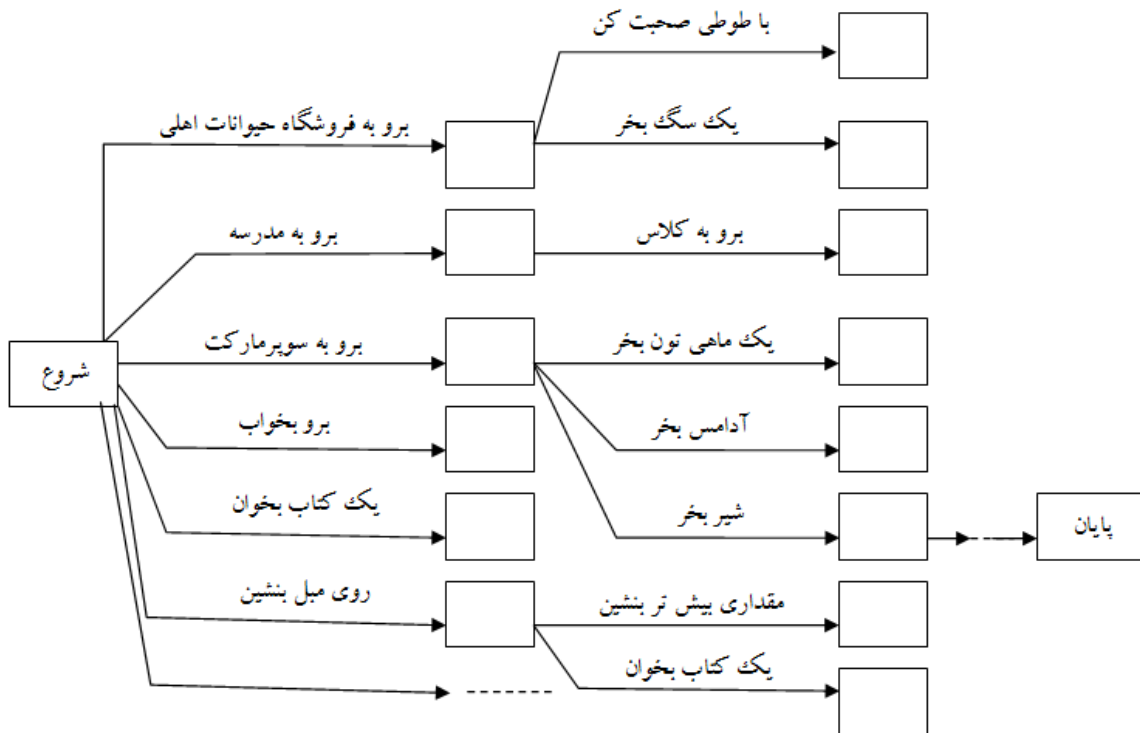 با طوطی صحبت کن
برو به فروشگاه حیوانات اهلی
یک سگ بخر
برو به مدرسه
برو به کلاس
شروع
برو به سوپرمارکت
یک ماهی تون بخر
برو بخواب
آدامس بخر
یک کتاب بخوان
شیر بخر
پایان
روی مبل بنشین
مقداری بیش تر بنشین
یک کتاب بخوان